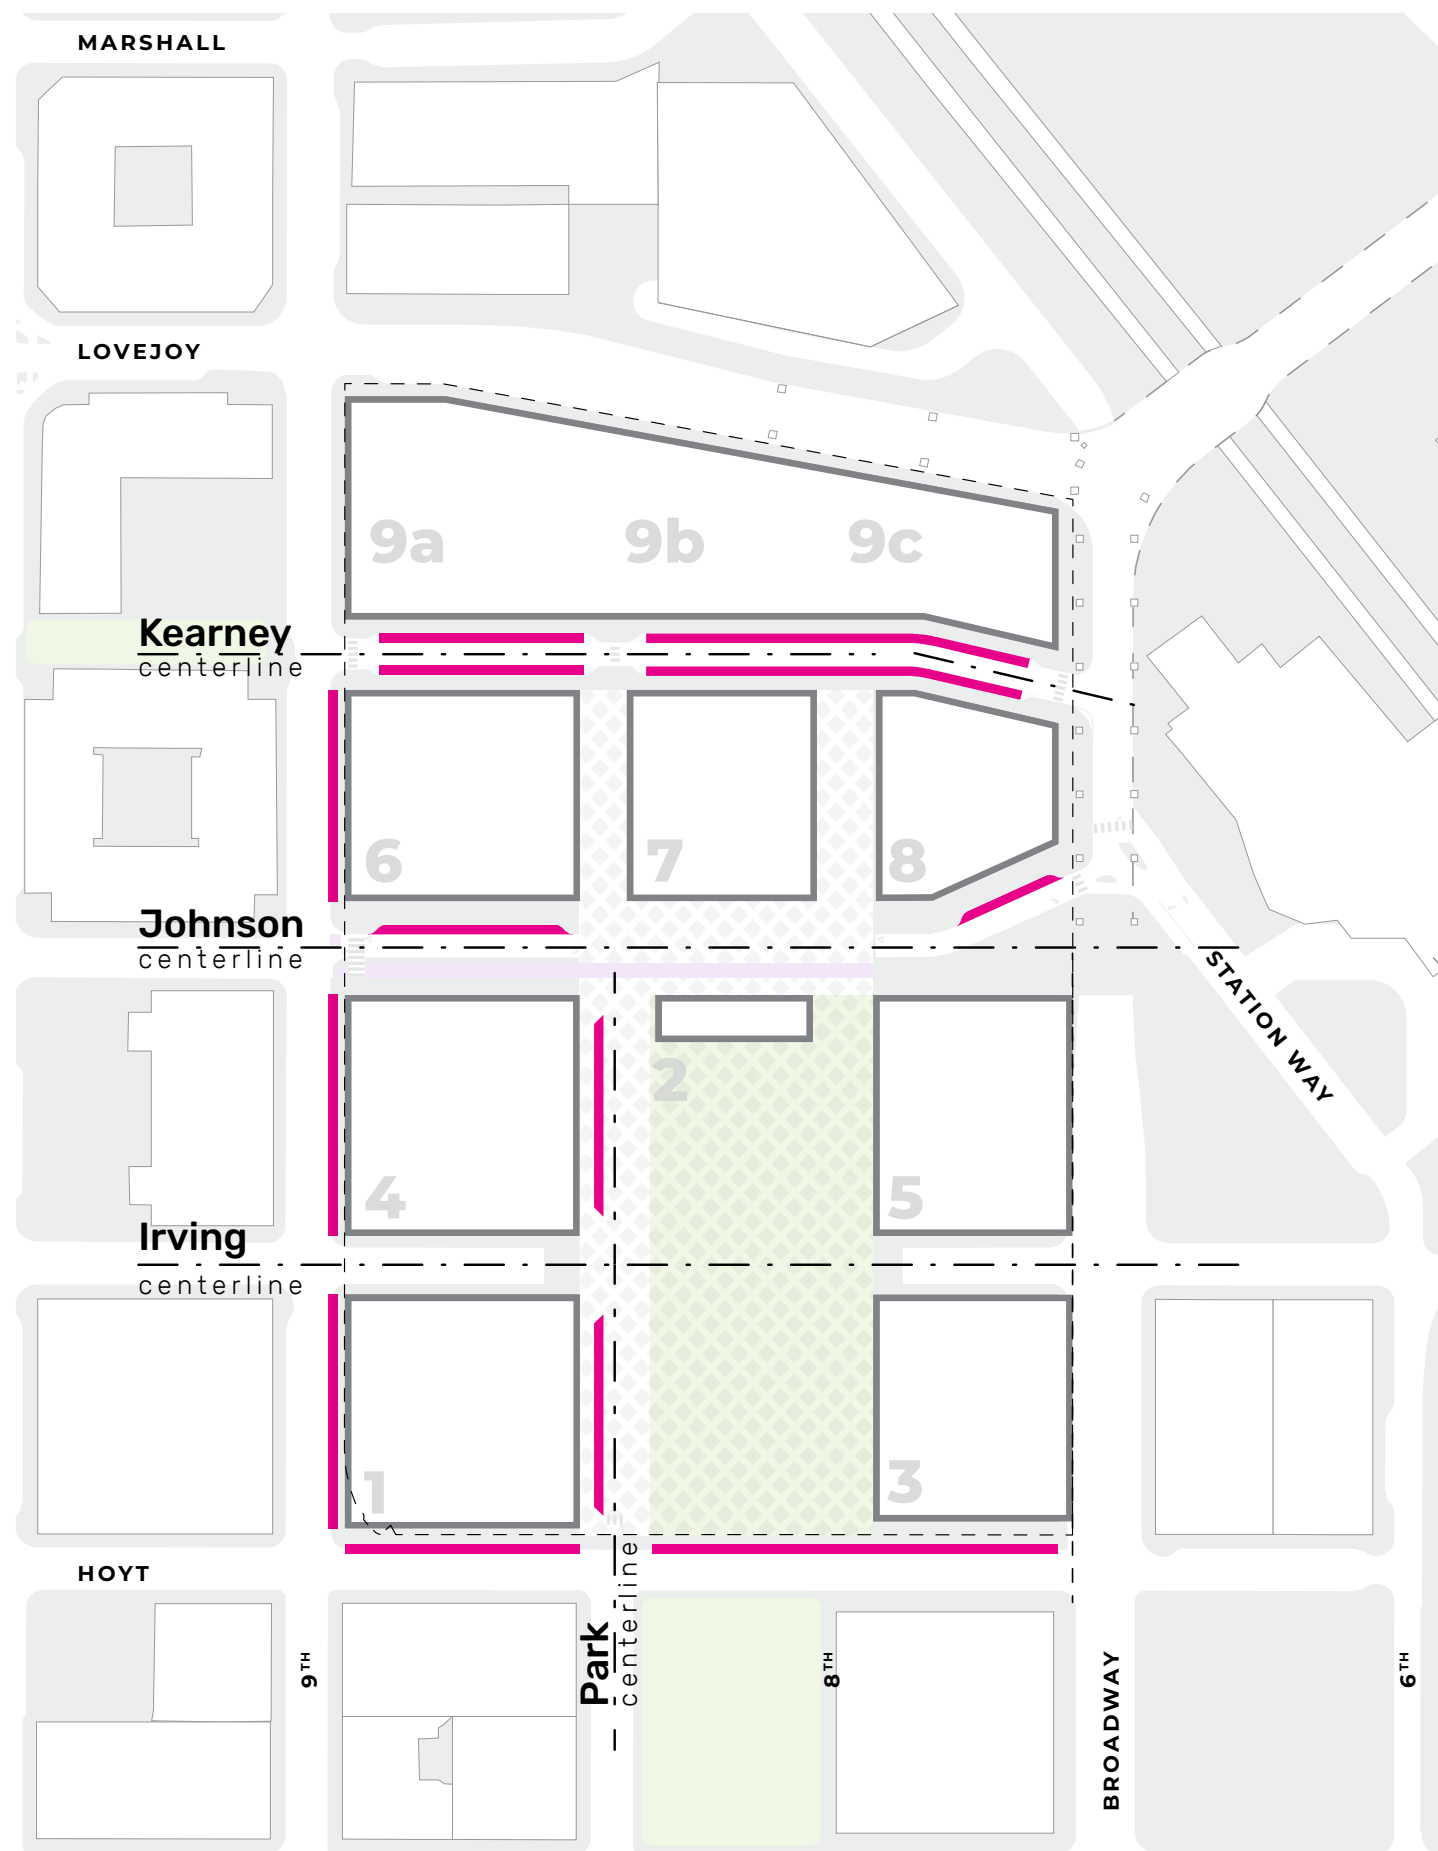 MARSHALL
LOVEJOY
9a
9b
9c
Kearney
centerline
6
7
8
Johnson
centerline
STATION WAY
2
4
5
Irving
centerline
1
3
HOYT
9TH
Park
centerline
8TH
BROADWAY
6TH